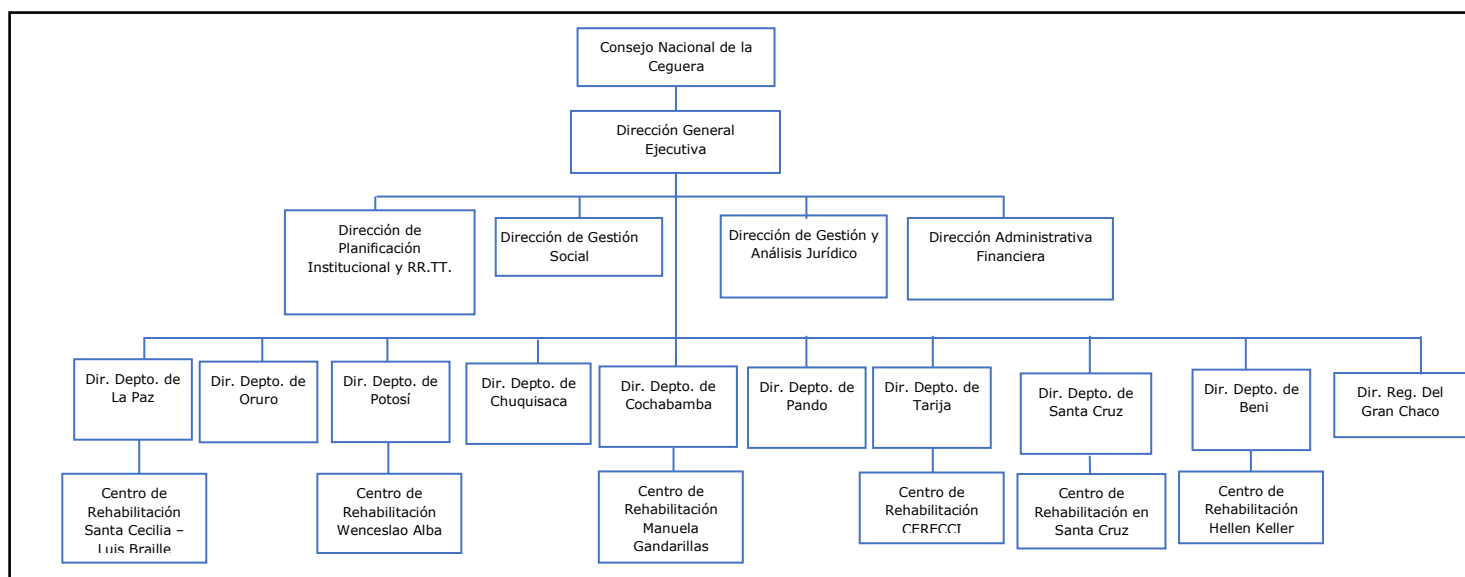 Consejo Nacional de la
Ceguera
Dirección General
Ejecutiva
Dirección de
Planificación
Institucional y RR.TT.
Dirección de Gestión
Social
Dirección de Gestión y
Análisis Jurídico
Dirección Administrativa
Financiera
Dir. Depto. de
La Paz
Dir. Depto. de
Oruro
Dir. Depto. de
Potosí
Dir. Depto. de
Chuquisaca
Dir. Depto. de
Cochabamba
Dir. Depto. de
Pando
Dir. Depto. de
Tarija
Dir. Depto. de
Santa Cruz
Dir. Depto. de
Beni
Dir. Reg. Del
Gran Chaco
Centro de
Rehabilitación
Santa Cecilia –
Luis Braille
Centro de
Rehabilitación
Wenceslao Alba
Centro de
Rehabilitación
Manuela
Gandarillas
Centro de
Rehabilitación
CERECCI
Centro de
Rehabilitación en
Santa Cruz
Centro de
Rehabilitación
Hellen Keller